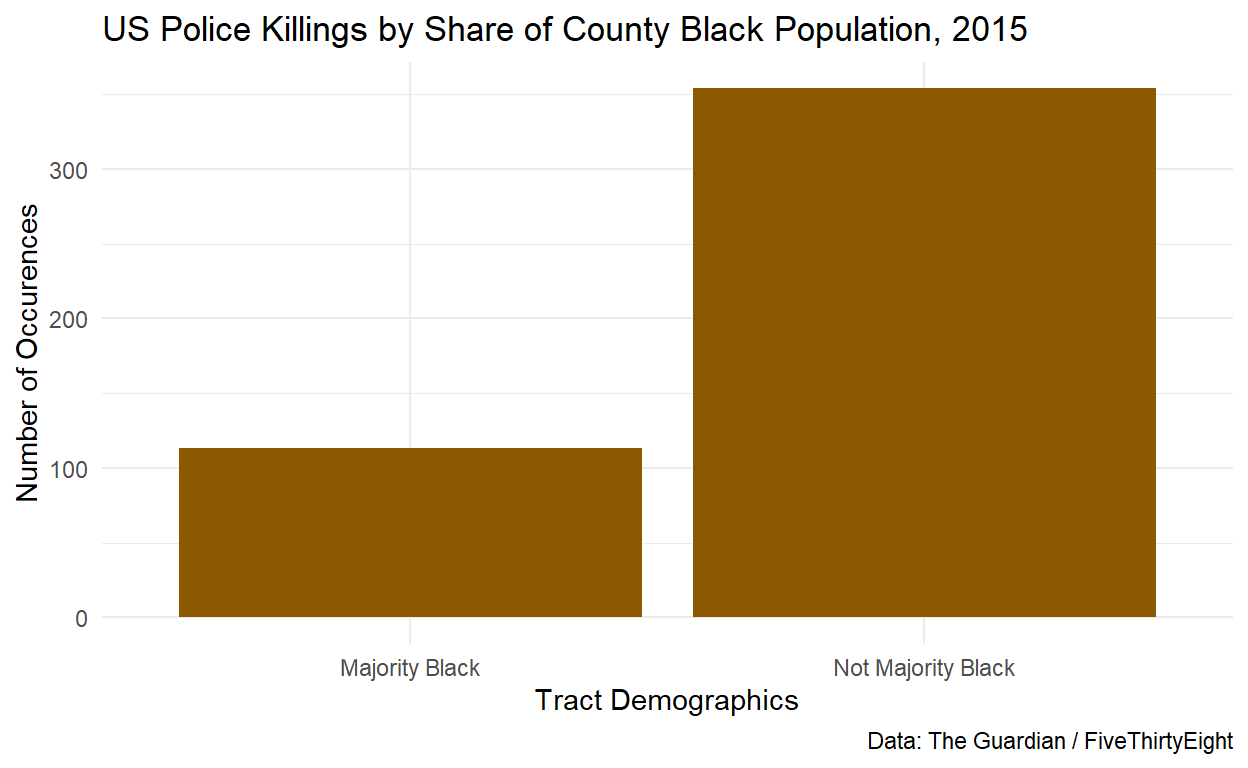 US Police Killings by Share of County Black Population, 2015
Number of Occurences
300
200
100
0
Majority Black
Not Majority Black
Tract Demographics
Data: The Guardian / FiveThirtyEight